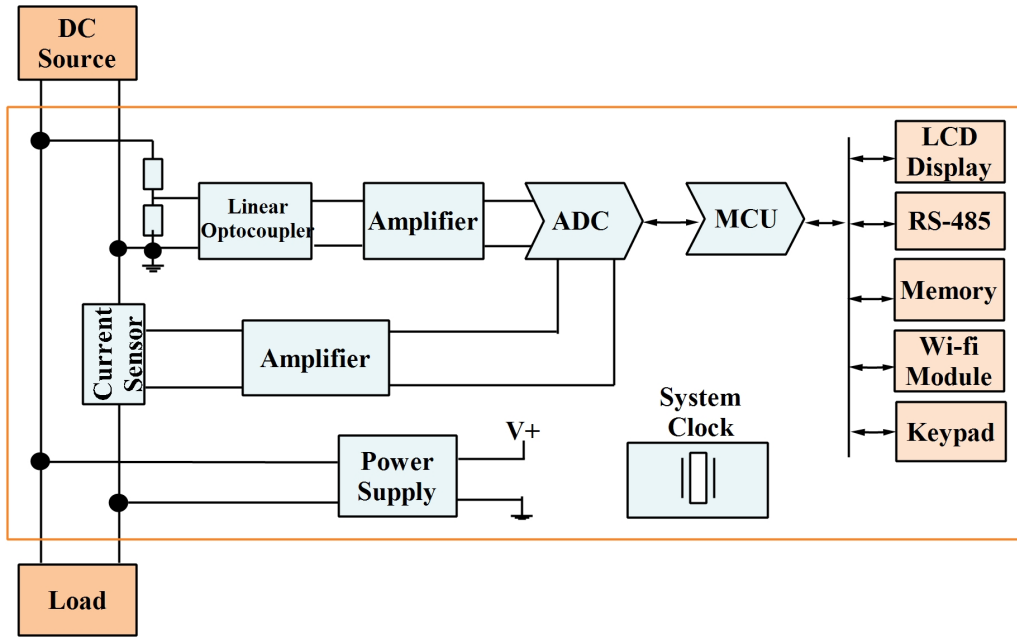 DC
Source
LCD
Display
Linear
Optocoupler
Amplifier
ADC
MCU
RS-485
Memory
Current
Sensor
Amplifier
Wi-fi
Module
System
Clock
Keypad
V+
Power
Supply
Load